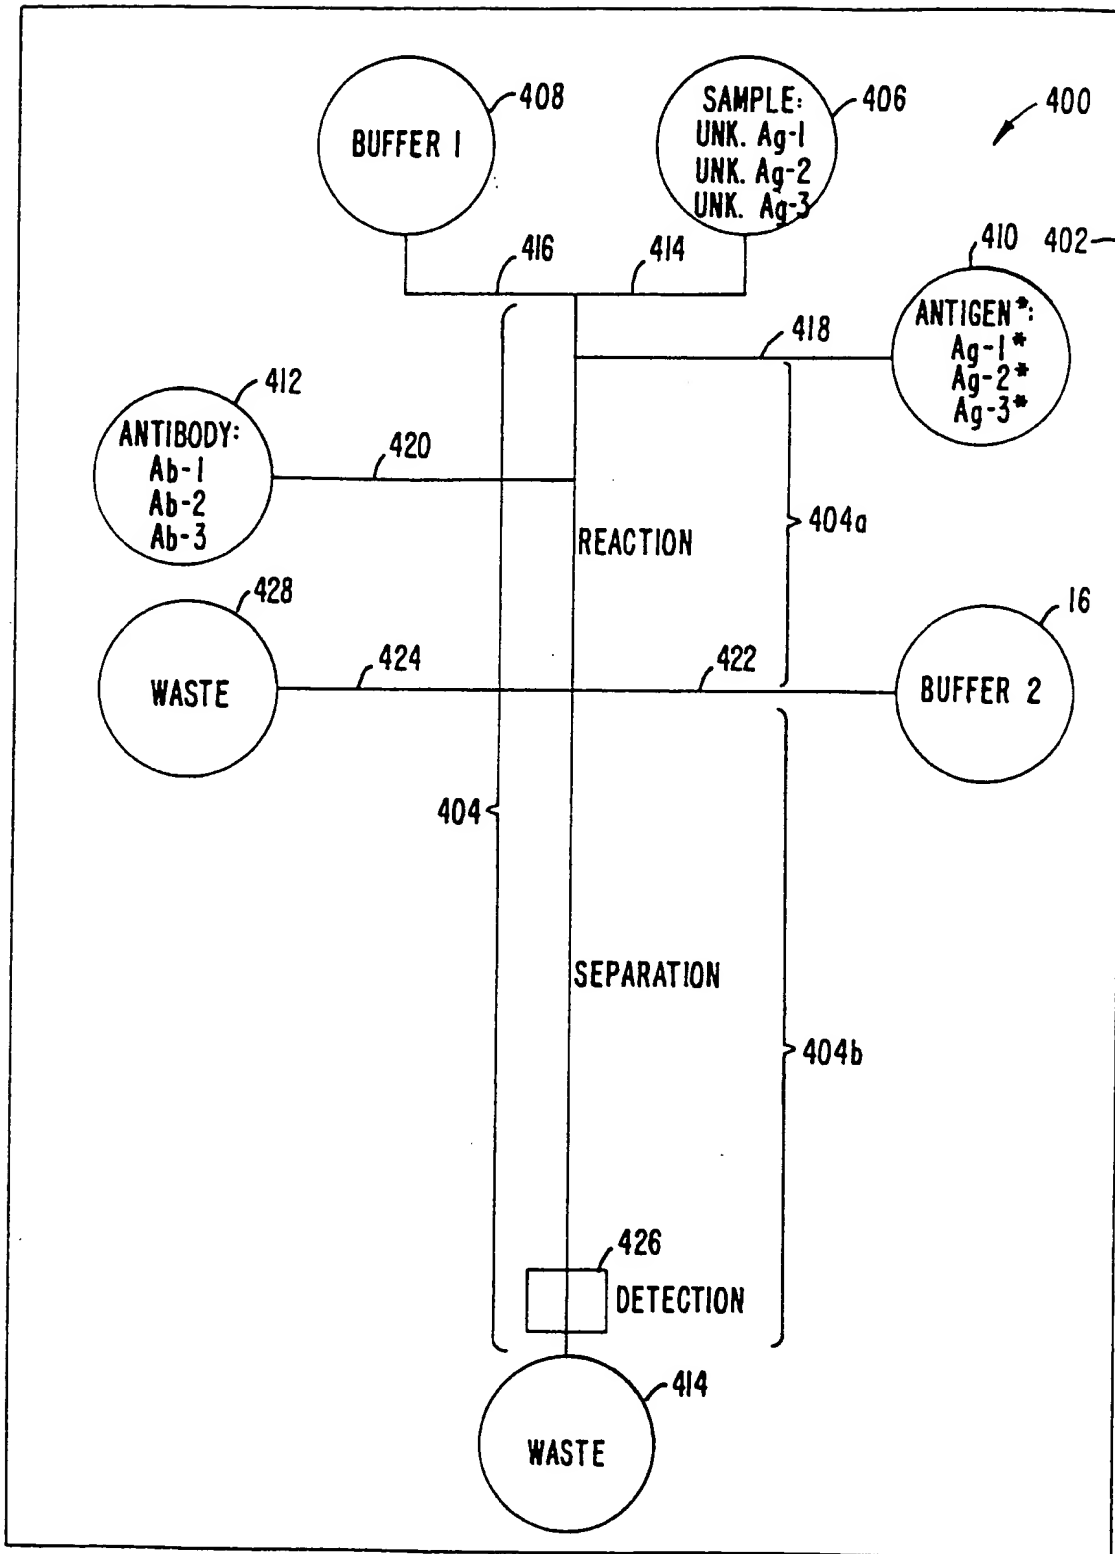 408
BUFFER 1
406
SAMPLE:
UNK. Ag-1
UNK. Ag-2
UNK. Ag-3
400
416
414
410
402
ANTIGEN*:
Ag-1*
Ag-2*
Ag-3*
418
412
ANTIBODY:
Ab-1
Ab-2
Ab-3
420
404a
REACTION
428
WASTE
424
422
16
BUFFER 2
404
SEPARATION
404b
426
DETECTION
414
WASTE